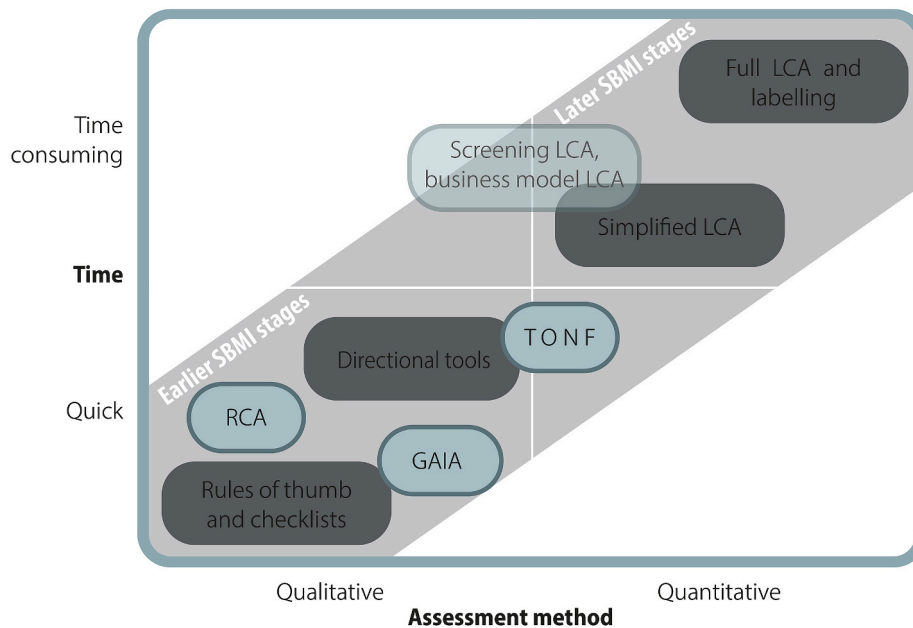 Later SBMI stages
Full LCA and
labelling
Time
consuming
Screening LCA,
business model LCA
Simplified LCA
Time
Earlier SBMI stages
T O N F
Directional tools
Quick
RCA
GAIA
Rules of thumb
and checklists
Qualitative
Quantitative
Assessment method